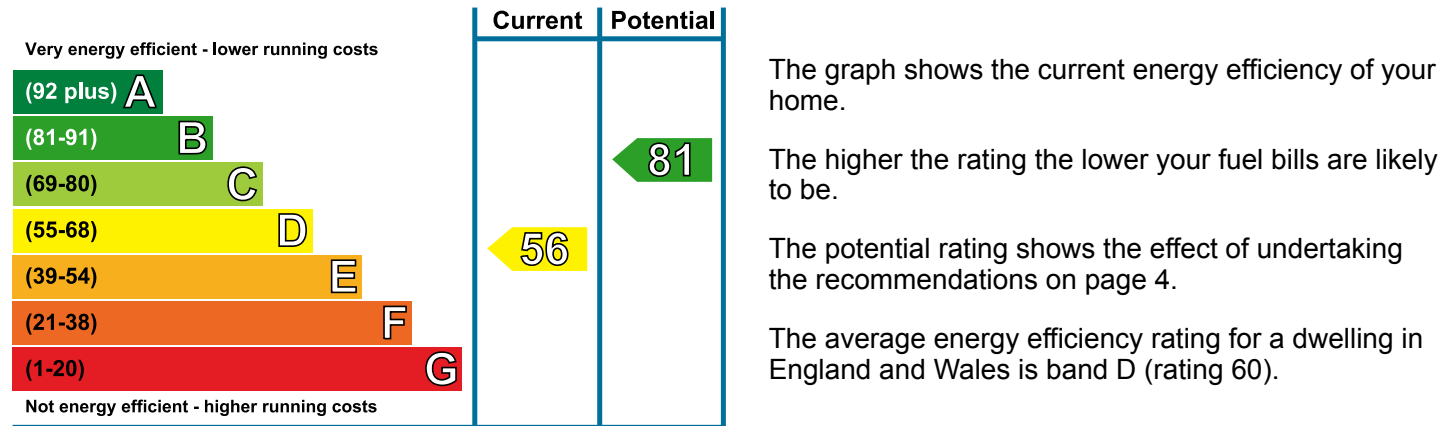 Current Potential
Very energy efficient - lower running costs
(92 plus) A
(81-91) B
(69-80) C
(55-68) D
(39-54) E
(21-38) F
(1-20) G
Not energy efficient - higher running costs
56
81
The graph shows the current energy efficiency of your
home.
The higher the rating the lower your fuel bills are likely
to be.
The potential rating shows the effect of undertaking
the recommendations on page 4.
The average energy efficiency rating for a dwelling in
England and Wales is band D (rating 60).